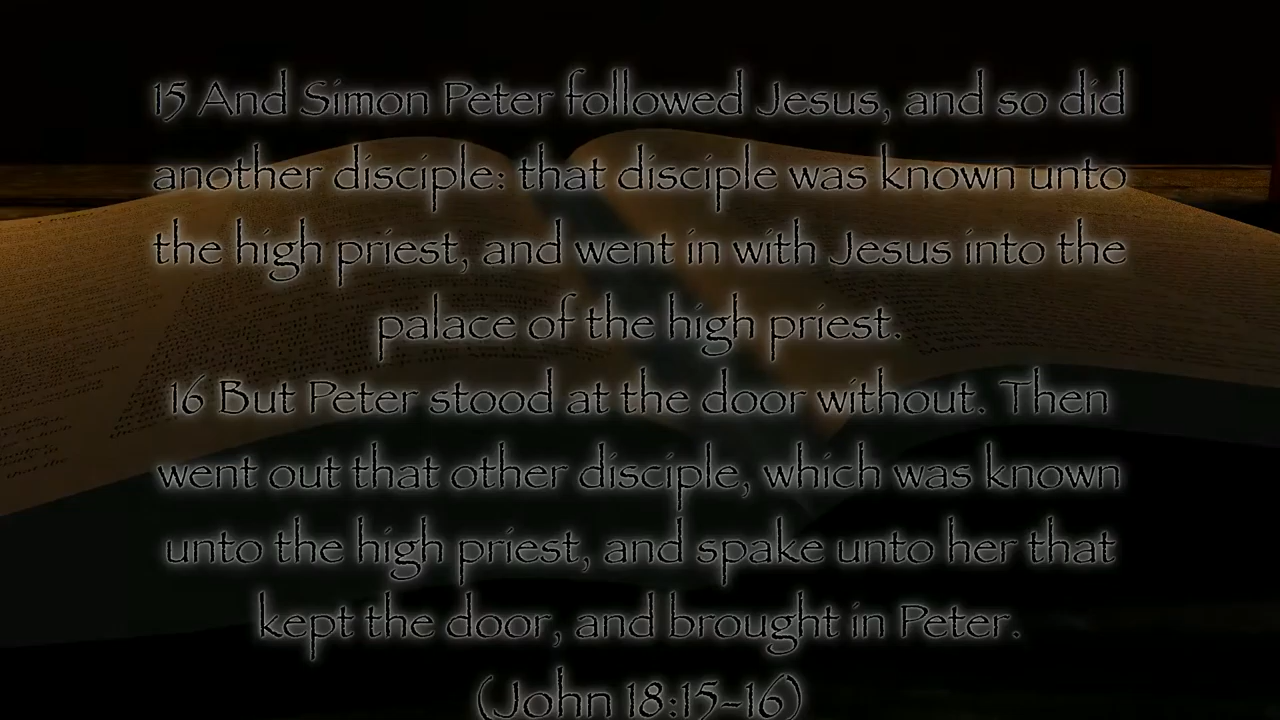 15 And Simon Peter followed Jesus, and so did
another disciple: that disciple was known unto
the high priest, and went in with Jesus into the
palace of the high priest.
16 But Peter stood at the door without. Then
went out that other disciple, which was known
unto the high priest, and spake unto her that
kept the door, and brought in Peter.
(John 18:15-16)